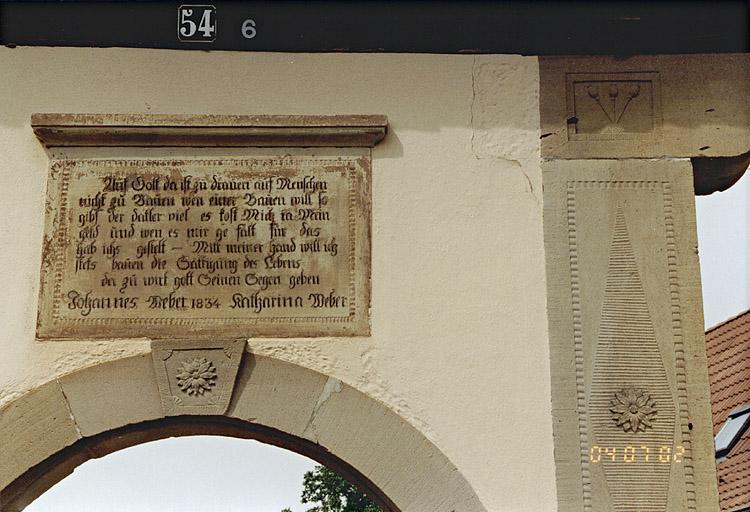 54 6
Auf Gott da ist zu drauen auf Menschen
nicht zu Bauen wen einer Bauen will so
gibt der datler viel es kost Mich ia Mein
geld und wen es mir ge falt für das
hab ichs gestelt — Mitt meiner Hand will ich
stets bauen die Sättigung des Lebens
da zu wirt gott Seinen Segen geben
Johannes Weber 1834 Katharina Weber
04 07 02